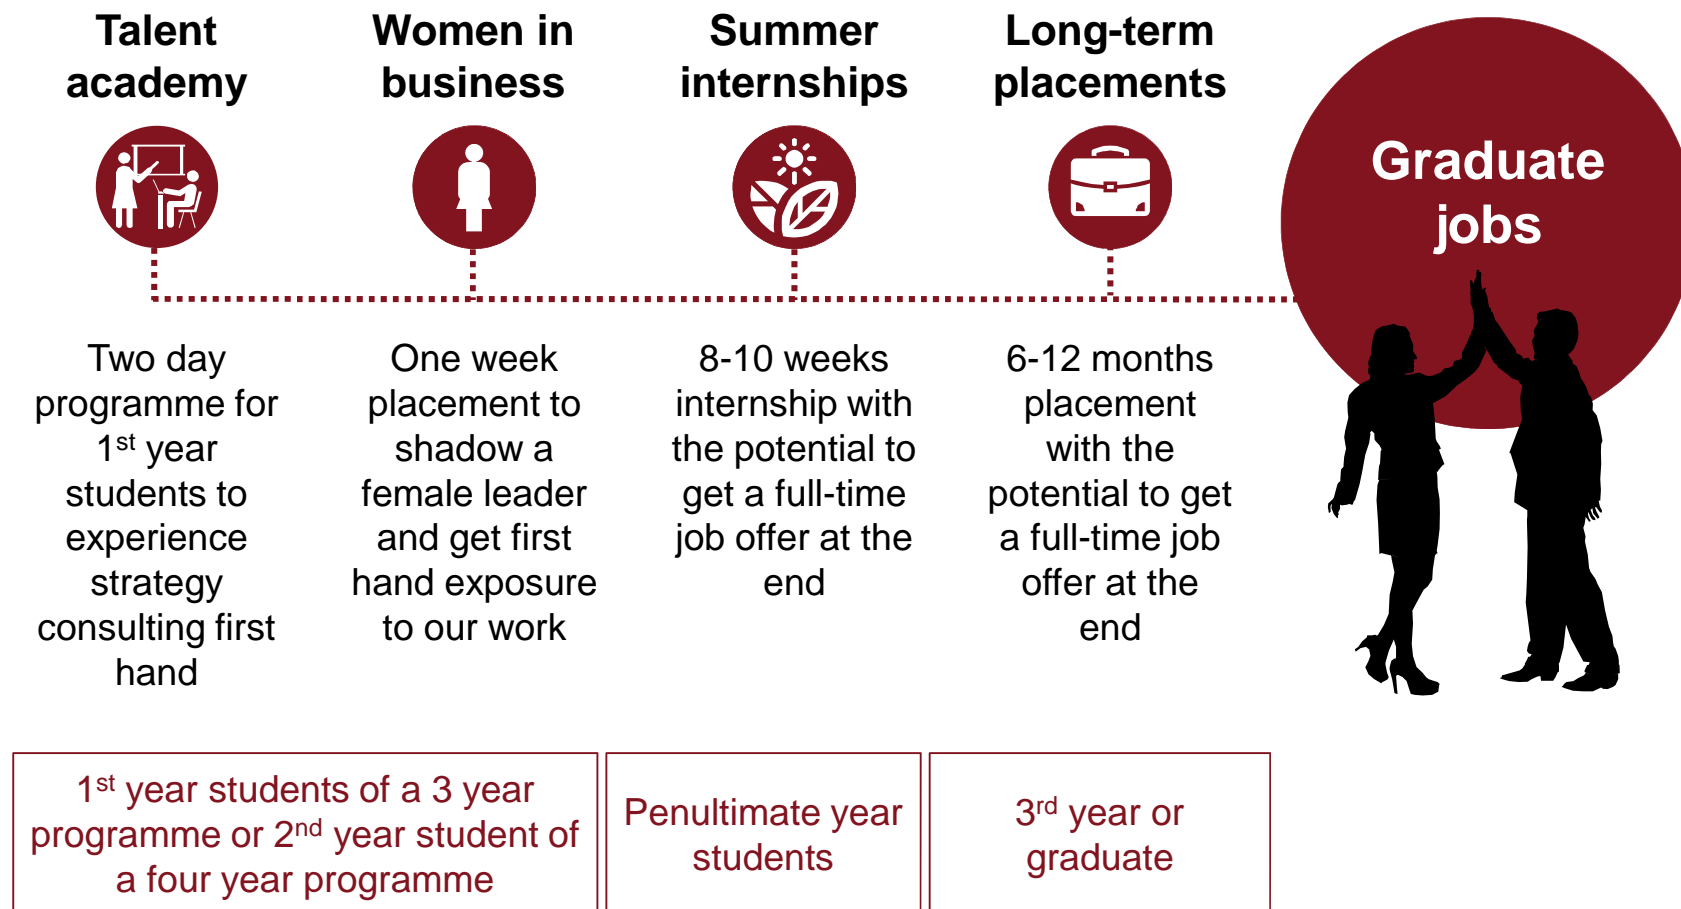 Talent
academy
Women in
business
Summer
internships
Long-term
placements
Graduate
jobs
Two day
programme for
1st year
students to
experience
strategy
consulting first
hand
One week
placement to
shadow a
female leader
and get first
hand exposure
to our work
8-10 weeks
internship with
the potential to
get a full-time
job offer at the
end
6-12 months
placement
with the
potential to get
a full-time job
offer at the
end
1st year students of a 3 year
programme or 2nd year student of
a four year programme
Penultimate year
students
3rd year or
graduate